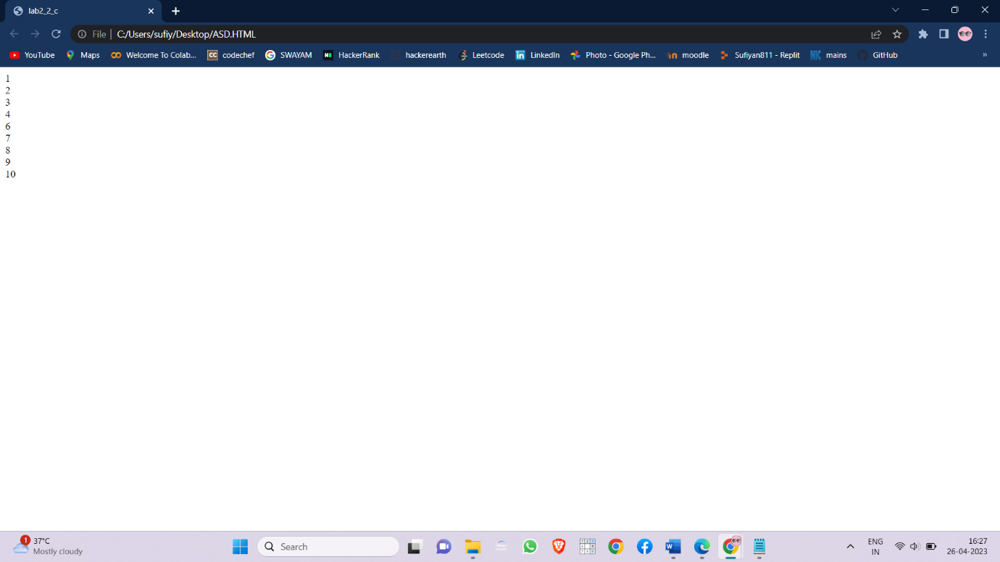 lab2_2_c
File | C:/Users/sufiy/Desktop/ASD.HTML
YouTube Maps Welcome To Colab... codechef SWAYAM HackerRank hackerearth Leetcode LinkedIn Photo - Google Ph... moodle Sufiyan811 - Replit mains GitHub »
1
2
3
4
6
7
8
9
10
1 37°C
Mostly cloudy
Search
ENG
IN
16:27
26-04-2023